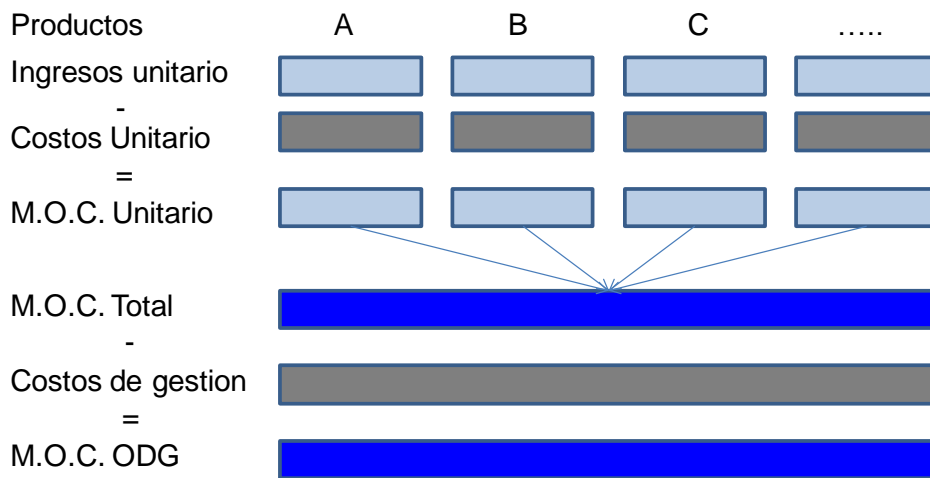 Productos A B C …..
Ingresos unitario
-
Costos Unitario
=
M.O.C. Unitario
M.O.C. Total
-
Costos de gestion
=
M.O.C. ODG